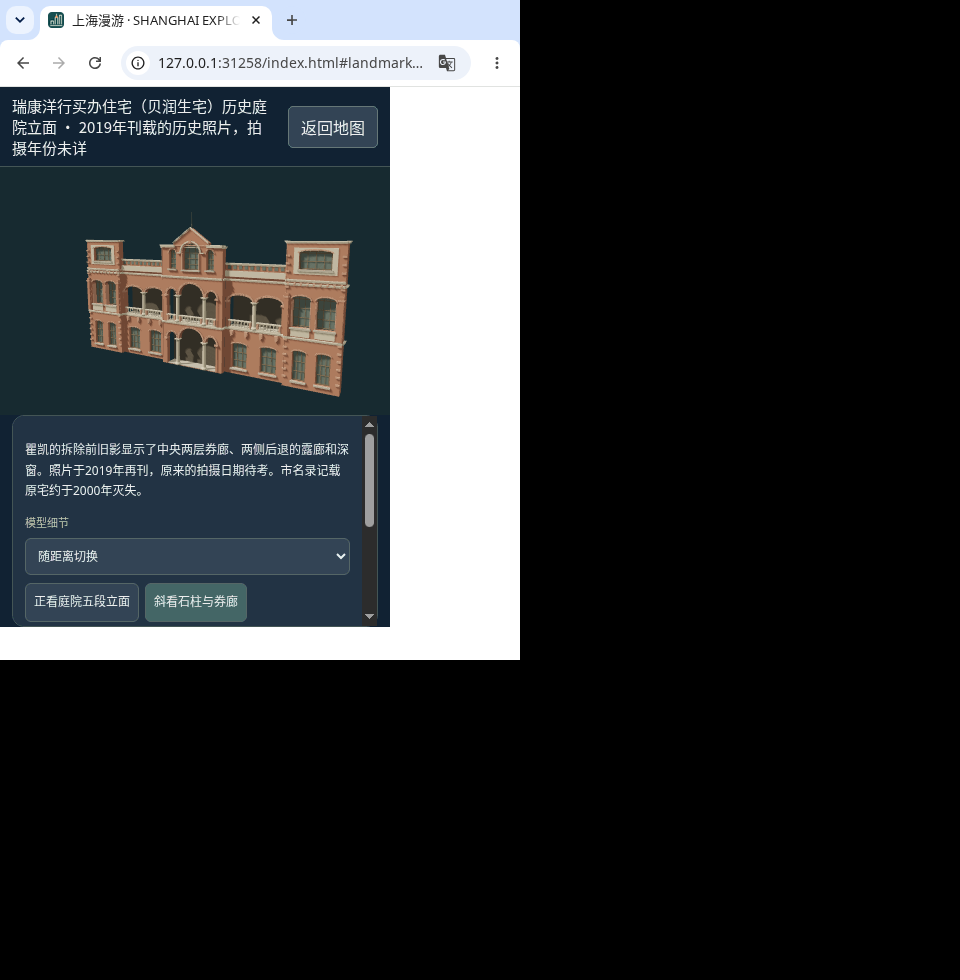 上海漫游 · SHANGHAI EXPLO
127.0.0.1:31258/index.html#landmark...
瑞康洋行买办住宅（贝润生宅）历史庭
院立面 · 2019年刊载的历史照片，拍
摄年份未详
返回地图
瞿凯的拆除前旧影显示了中央两层券廊、两侧后退的露廊和深
窗。照片于2019年再刊，原来的拍摄日期待考。市名录记载
原宅约于2000年灭失。
模型细节
随距离切换
正看庭院五段立面
斜看石柱与券廊